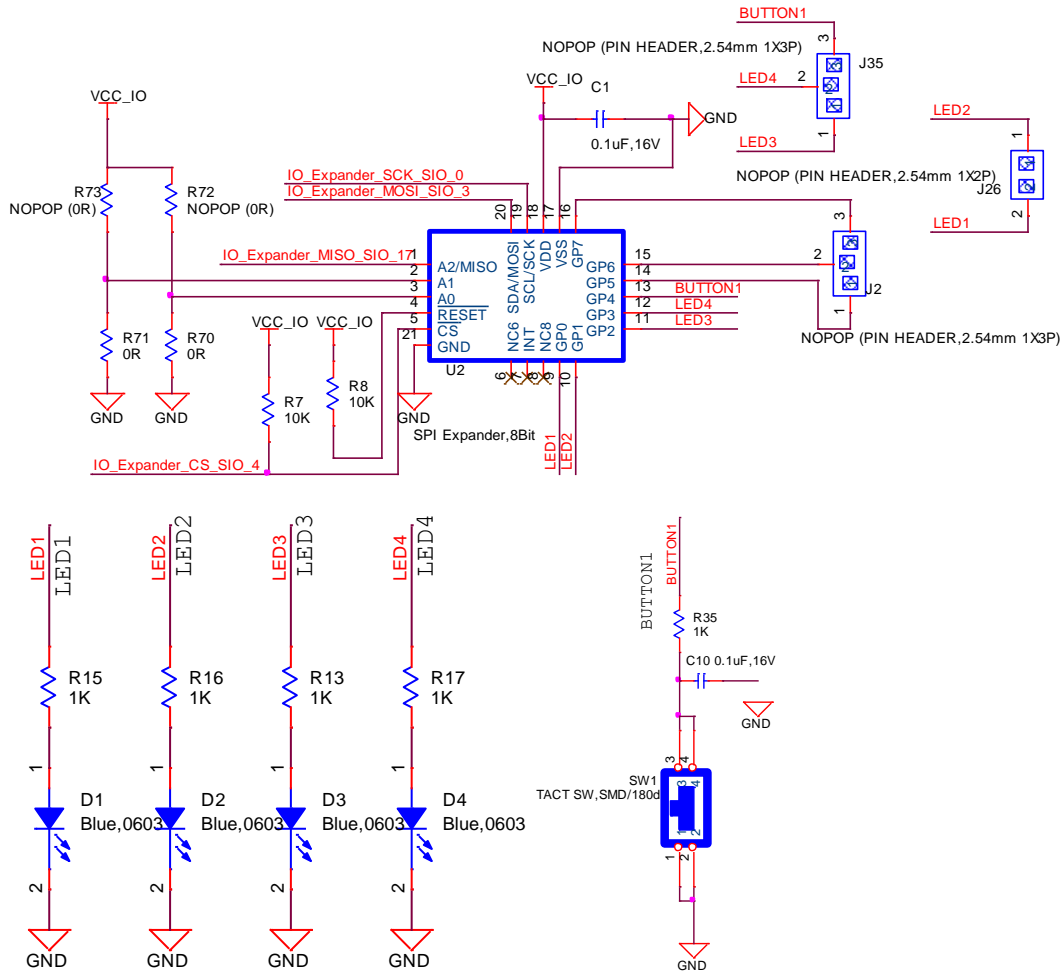 BUTTON1
3
NOPOP (PIN HEADER,2.54mm 1X3P)
J35
LED4
2
1
LED3
VCC_IO
VCC_IO
C1
0.1uF,16V
GND
LED2
1
NOPOP (PIN HEADER,2.54mm 1X2P)
J26
2
LED1
R73
NOPOP (0R)
R72
NOPOP (0R)
IO_Expander_SCK_SIO_0
IO_Expander_MOSI_SIO_3
20
19
18
17
16
SDA/MOSI
SCL/SCK
VDD
VSS
GP7
IO_Expander_MISO_SIO_17
1
2
3
4
5
21
A2/MISO
A1
A0
RESET
CS
GND
GP6
GP5
GP4
GP3
GP2
15
14
13
12
11
BUTTON1
LED4
LED3
3
2
1
J2
NOPOP (PIN HEADER,2.54mm 1X3P)
NC6
INT
NC8
GP0
GP1
U2
6
7
8
9
10
SPI Expander,8Bit
LED1
LED2
R71
0R
R70
0R
GND
GND
VCC_IO
VCC_IO
R7
10K
R8
10K
GND
IO_Expander_CS_SIO_4
LED1
LED1
LED2
LED2
LED3
LED3
LED4
LED4
R15
1K
R16
1K
R13
1K
R17
1K
1
1
1
1
D1
Blue,0603
D2
Blue,0603
D3
Blue,0603
D4
Blue,0603
2
2
2
2
GND
GND
GND
GND
BUTTON1
BUTTON1
R35
1K
C10 0.1uF,16V
GND
3
4
SW1
TACT SW,SMD/180d
3
4
1
2
1
2
GND